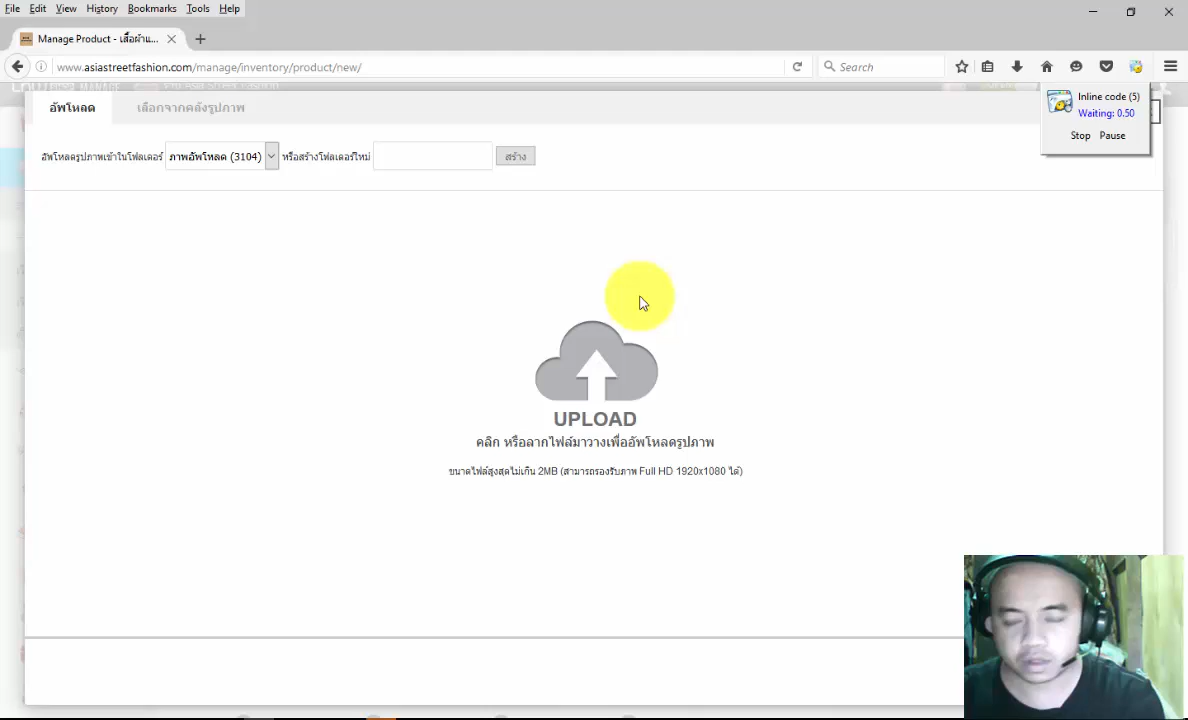 File Edit View History Bookmarks Tools Help
Manage Product - เสื้อผ้าแ...
www.asiastreetfashion.com/manage/inventory/product/new/
Search
อัพโหลด เลือกจากคลังรูปภาพ
Inline code (5)
Waiting: 0.50
Stop Pause
อัพโหลดรูปภาพเข้าในโฟลเดอร์ ภาพอัพโหลด (3104) หรือสร้างโฟลเดอร์ใหม่ สร้าง
UPLOAD
คลิก หรือลากไฟล์มาวางเพื่ออัพโหลดรูปภาพ
ขนาดไฟล์สูงสุดไม่เกิน 2MB (สามารถรองรับภาพ Full HD 1920x1080 ได้)